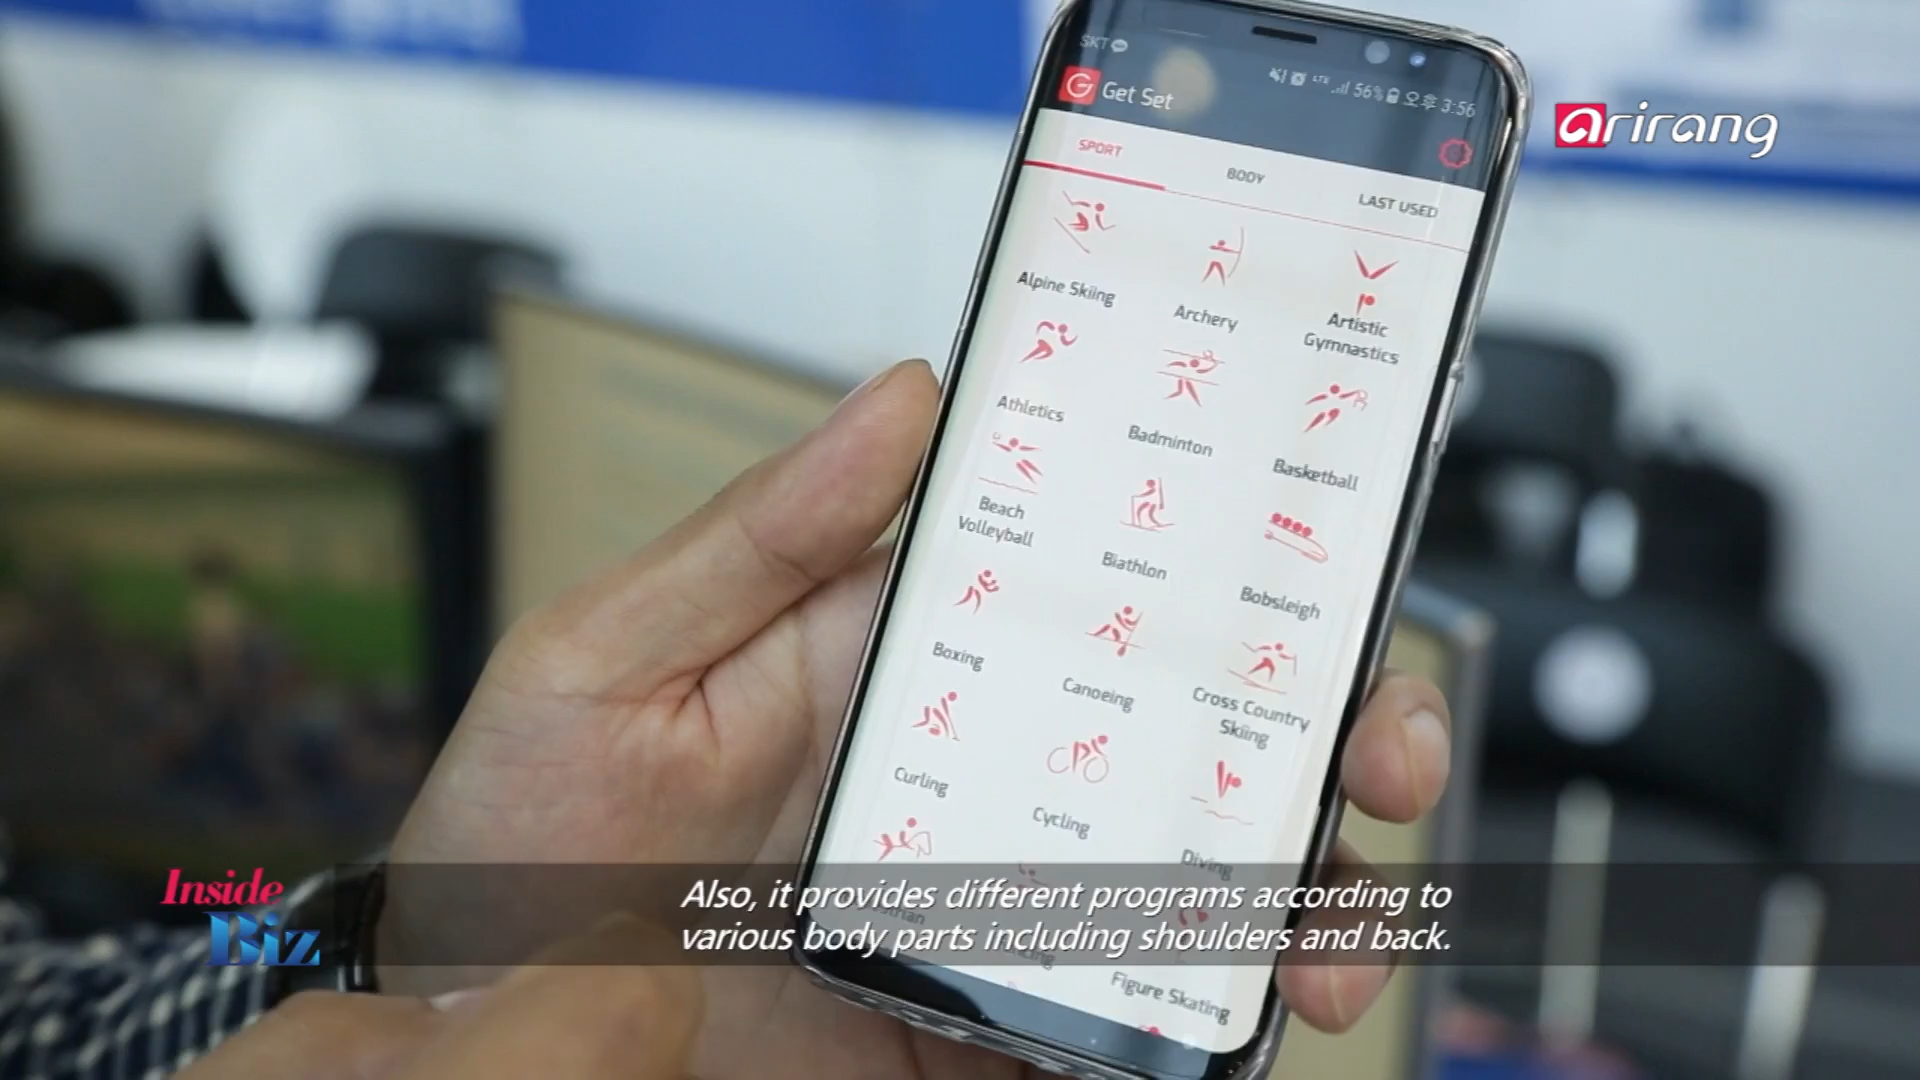 SKT
LTE 56% 오후 3:56
Get Set
arirang
SPORT BODY LAST USED
Alpine Skiing
Archery
Artistic
Gymnastics
Athletics
Badminton
Basketball
Beach
Volleyball
Biathlon
Bobsleigh
Boxing
Canoeing
Cross Country
Skiing
Curling
Cycling
Diving
Figure Skating
Inside
Biz
Also, it provides different programs according to
various body parts including shoulders and back.